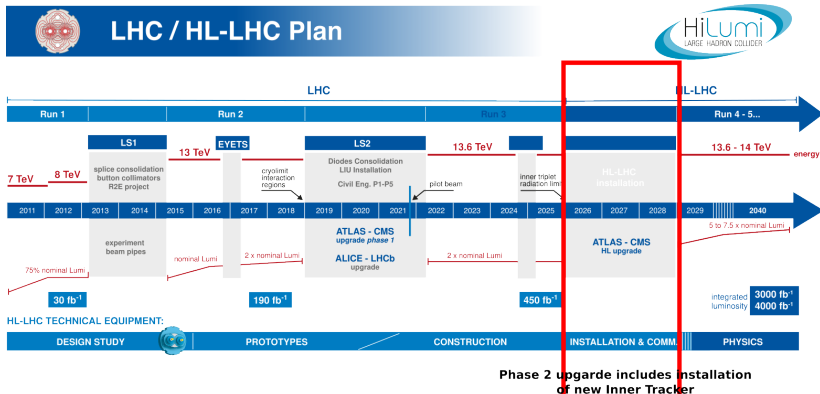 LHC / HL-LHC Plan
HiLumi
LARGE HADRON COLLIDER
LHC
HL-LHC
Run 1
Run 2
Run 3
Run 4 - 5...
LS1
EYETS
LS2
13 TeV
13.6 TeV
13.6 - 14 TeV
energy
7 TeV
8 TeV
splice consolidation
button collimators
R2E project
cryolimit
interaction
regions
Diodes Consolidation
LIU Installation
Civil Eng. P1-P5
pilot beam
inner triplet
radiation limit
HL-LHC
installation
2011 2012 2013 2014 2015 2016 2017 2018 2019 2020 2021 2022 2023 2024 2025 2026 2027 2028 2029 2040
5 to 7.5 x nominal Lumi
experiment
beam pipes
ATLAS - CMS
upgrade phase 1
ALICE - LHCb
upgrade
ATLAS - CMS
HL upgrade
75% nominal Lumi
nominal Lumi
2 x nominal Lumi
2 x nominal Lumi
30 fb-1
190 fb-1
450 fb-1
integrated
luminosity
3000 fb-1
4000 fb-1
HL-LHC TECHNICAL EQUIPMENT:
DESIGN STUDY
PROTOTYPES
CONSTRUCTION
INSTALLATION & COMM.
PHYSICS
Phase 2 upgarde includes installation
of new Inner Tracker